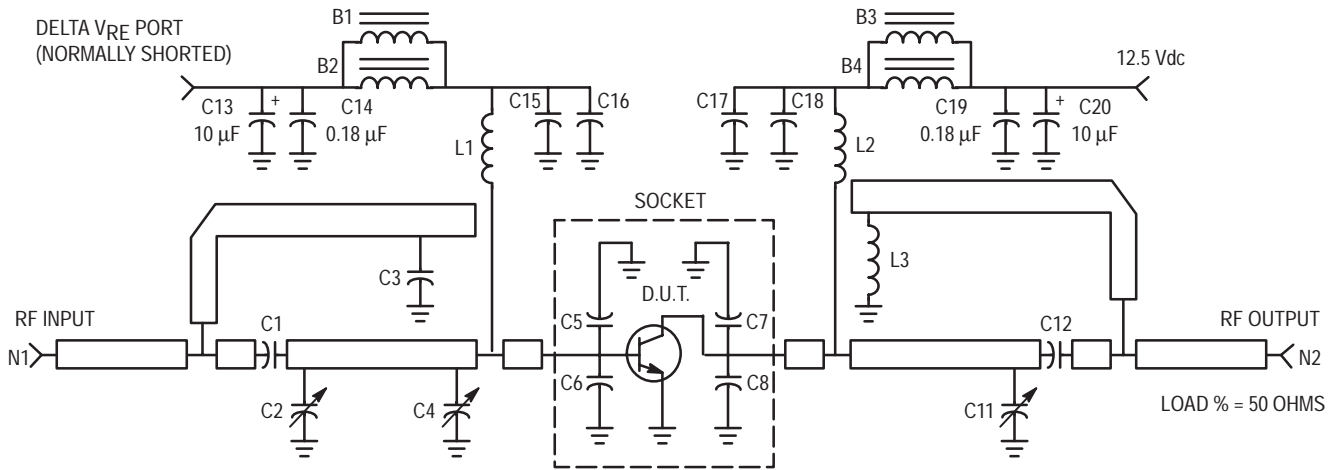 DELTA VRE PORT
(NORMALLY SHORTED)
B1
B2
C13
+
10 µF
C14
0.18 µF
C15
C16
L1
B3
B4
12.5 Vdc
C17
C18
C19
0.18 µF
+
C20
10 µF
L2
SOCKET
C3
L3
D.U.T.
RF INPUT
N1
C1
C5
C7
C12
RF OUTPUT
N2
C2
C4
C6
C8
C11
LOAD % = 50 OHMS